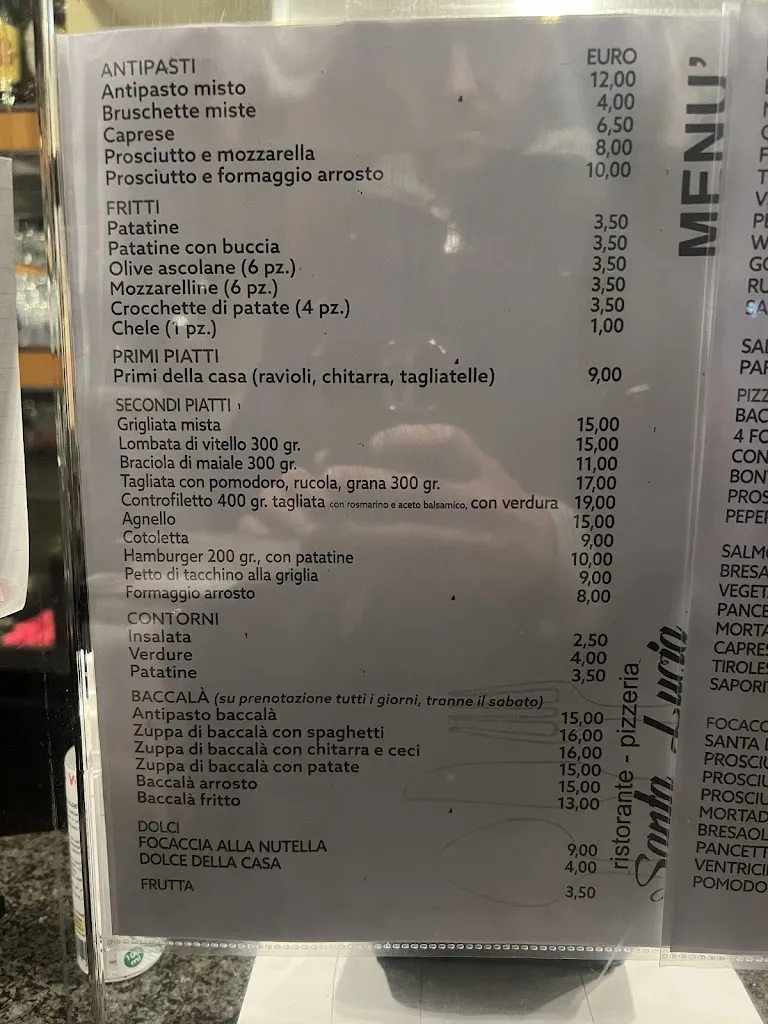 ANTIPASTI EURO
Antipasto misto 12,00
Bruschette miste 4,00
Caprese 6,50
Prosciutto e mozzarella 8,00
Prosciutto e formaggio arrosto 10,00
FRITTI
Patatine 3,50
Patatine con buccia 3,50
Olive ascolane (6 pz.) 3,50
Mozzarelline (6 pz.) 3,50
Crocchette di patate (4 pz.) 3,50
Chele (1 pz.) 1,00
PRIMI PIATTI
Primi della casa (ravioli, chitarra, tagliatelle) 9,00
SECONDI PIATTI
Grigliata mista 15,00
Lombata di vitello 300 gr. 15,00
Braciola di maiale 300 gr. 11,00
Tagliata con pomodoro, rucola, grana 300 gr. 17,00
Controfiletto 400 gr. tagliata con rosmarino e aceto balsamico, con verdura 19,00
Agnello 15,00
Cotoletta 9,00
Hamburger 200 gr., con patatine 10,00
Petto di tacchino alla griglia 9,00
Formaggio arrosto 8,00
CONTORNI
Insalata 2,50
Verdure 4,00
Patatine 3,50
BACCALÀ (su prenotazione tutti i giorni, tranne il sabato)
Antipasto baccalà 15,00
Zuppa di baccalà con spaghetti 16,00
Zuppa di baccalà con chitarra e ceci 16,00
Zuppa di baccalà con patate 15,00
Baccalà arrosto 15,00
Baccalà fritto 13,00
DOLCI
FOCACCIA ALLA NUTELLA 9,00
DOLCE DELLA CASA 4,00
FRUTTA 3,50
MENU'
ristorante - pizzeria
Santa Lucia
4 FO
SANTA